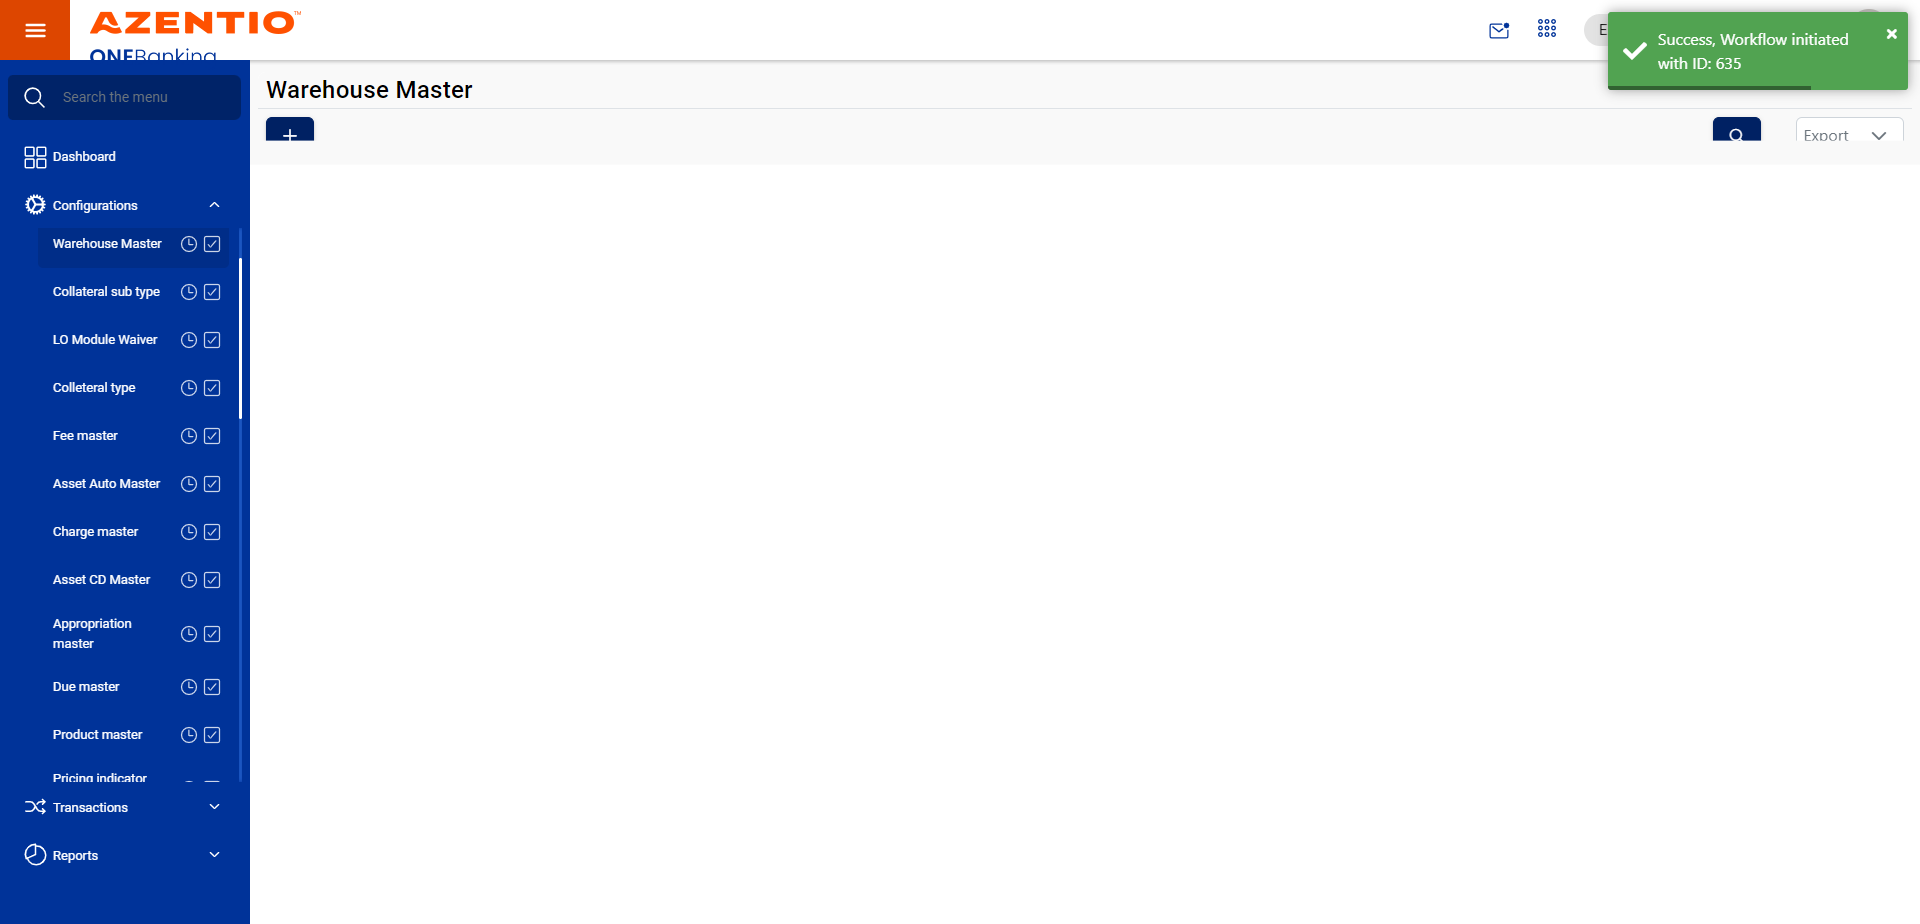 AZENTIO™
ONEBanking
E
Success, Workflow initiated
with ID: 635
Search the menu
Warehouse Master
Export
Dashboard
Configurations
Warehouse Master
Collateral sub type
LO Module Waiver
Colleteral type
Fee master
Asset Auto Master
Charge master
Asset CD Master
Appropriation
master
Due master
Product master
Pricing indicator
Transactions
Reports